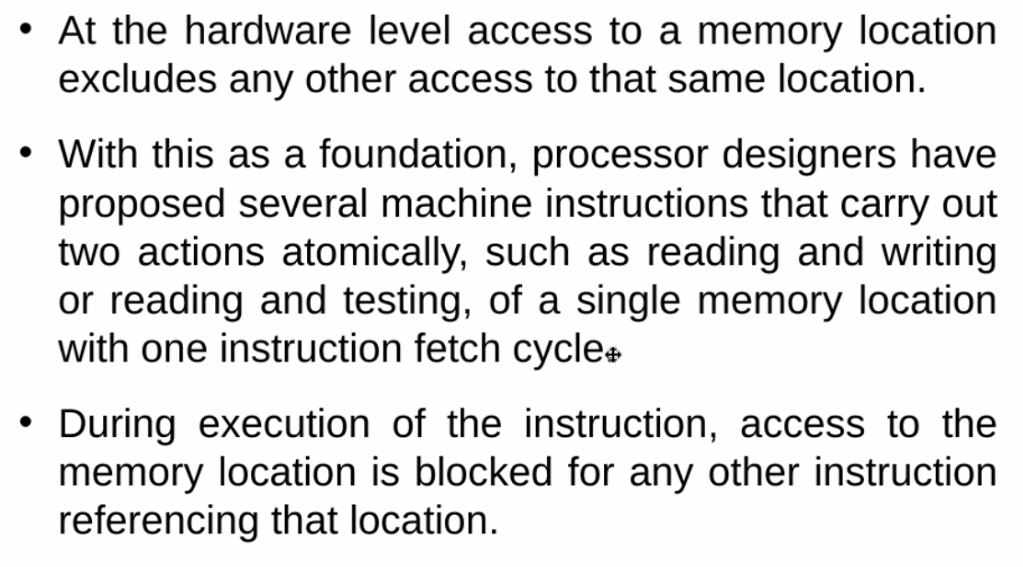 • At the hardware level access to a memory location
excludes any other access to that same location.
• With this as a foundation, processor designers have
proposed several machine instructions that carry out
two actions atomically, such as reading and writing
or reading and testing, of a single memory location
with one instruction fetch cycle
• During execution of the instruction, access to the
memory location is blocked for any other instruction
referencing that location.